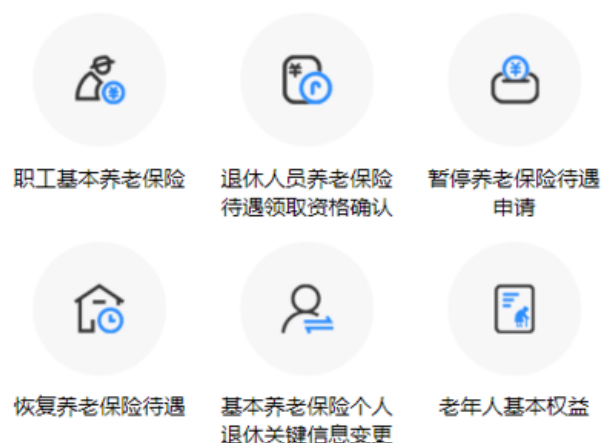 职工基本养老保险
退休人员养老保险
待遇领取资格确认
暂停养老保险待遇
申请
恢复养老保险待遇
基本养老保险个人
退休关键信息变更
老年人基本权益